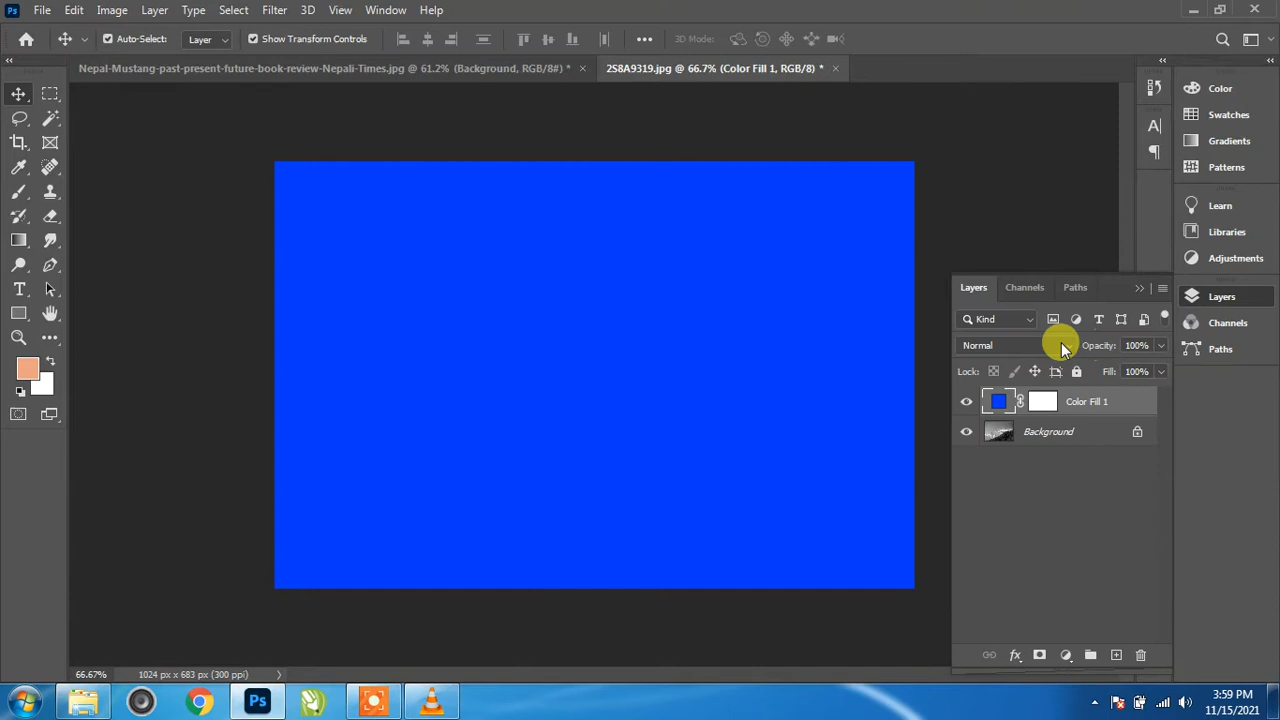 Ps File Edit Image Layer Type Select Filter 3D View Window Help
Auto-Select: Layer Show Transform Controls 3D Mode:
Nepal-Mustang-past-present-future-book-review-Nepali-Times.jpg @ 61.2% (Background, RGB/8#) * 2S8A9319.jpg @ 66.7% (Color Fill 1, RGB/8) *
Color
Swatches
Gradients
Patterns
Learn
Libraries
Adjustments
Layers
Channels
Paths
Layers Channels Paths
Kind
Normal Opacity: 100%
Lock: Fill: 100%
Color Fill 1
Background
66.67% 1024 px x 683 px (300 ppi)
Ps
3:59 PM
11/15/2021